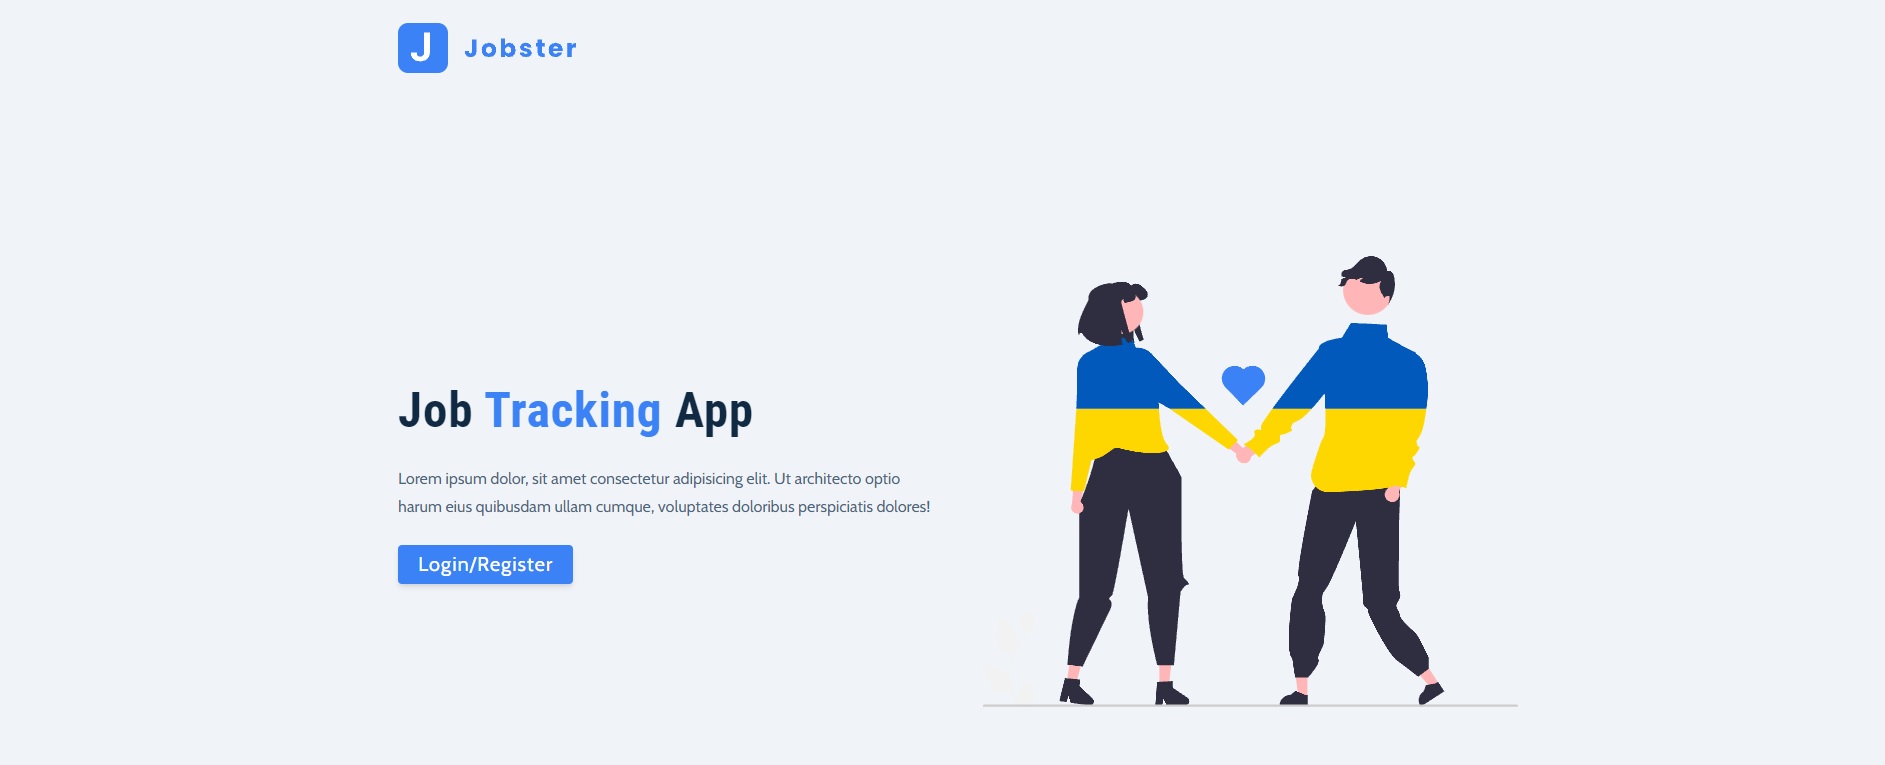 J Jobster
Job Tracking App
Lorem ipsum dolor, sit amet consectetur adipisicing elit. Ut architecto optio
harum eius quibusdam ullam cumque, voluptates doloribus perspiciatis dolores!
Login/Register